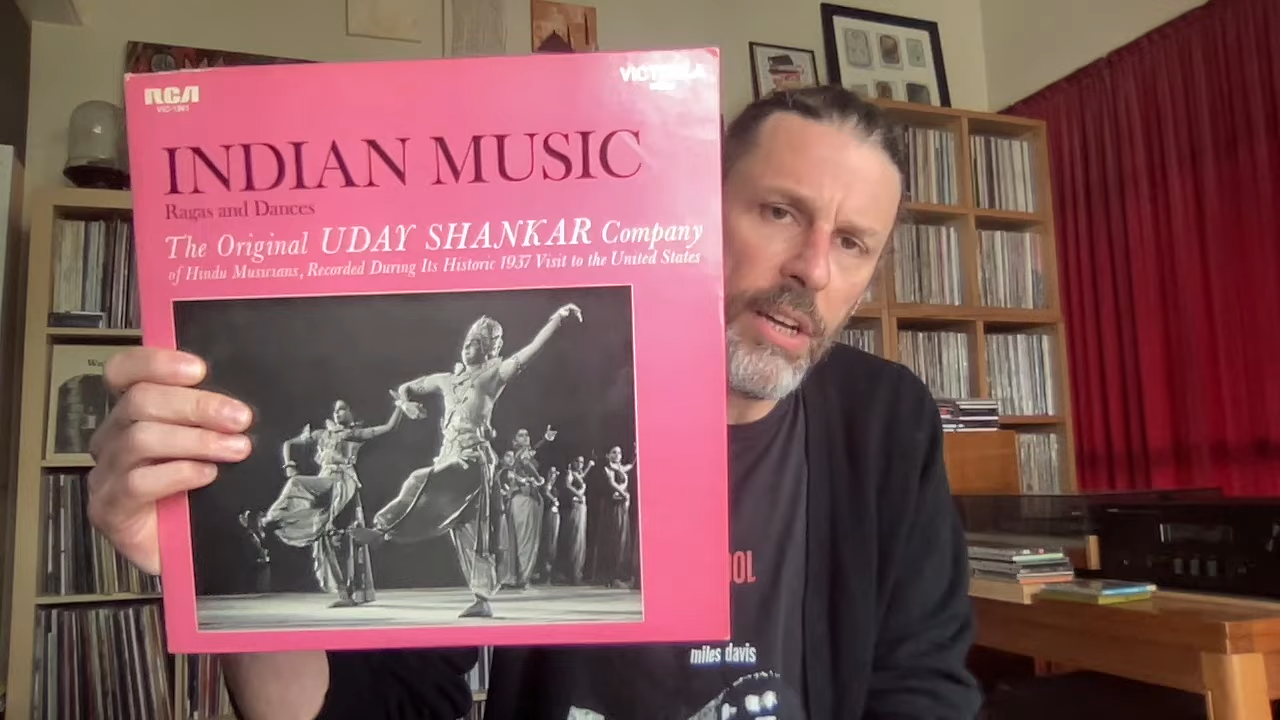 RCA
VICTROLA
VIC-1361
INDIAN MUSIC
Ragas and Dances
The Original UDAY SHANKAR Company
of Hindu Musicians, Recorded During Its Historic 1937 Visit to the United States
OOL
miles davis